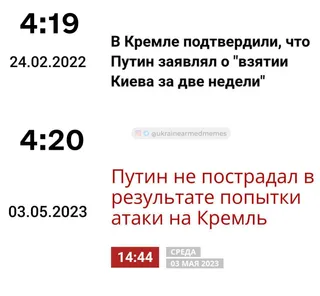 4:19
24.02.2022
В Кремле подтвердили, что
Путин заявлял о "взятии
Киева за две недели"
4:20
@ukrainearmedmemes
03.05.2023
Путин не пострадал в
результате попытки
атаки на Кремль
14:44
СРЕДА
03 МАЯ 2023